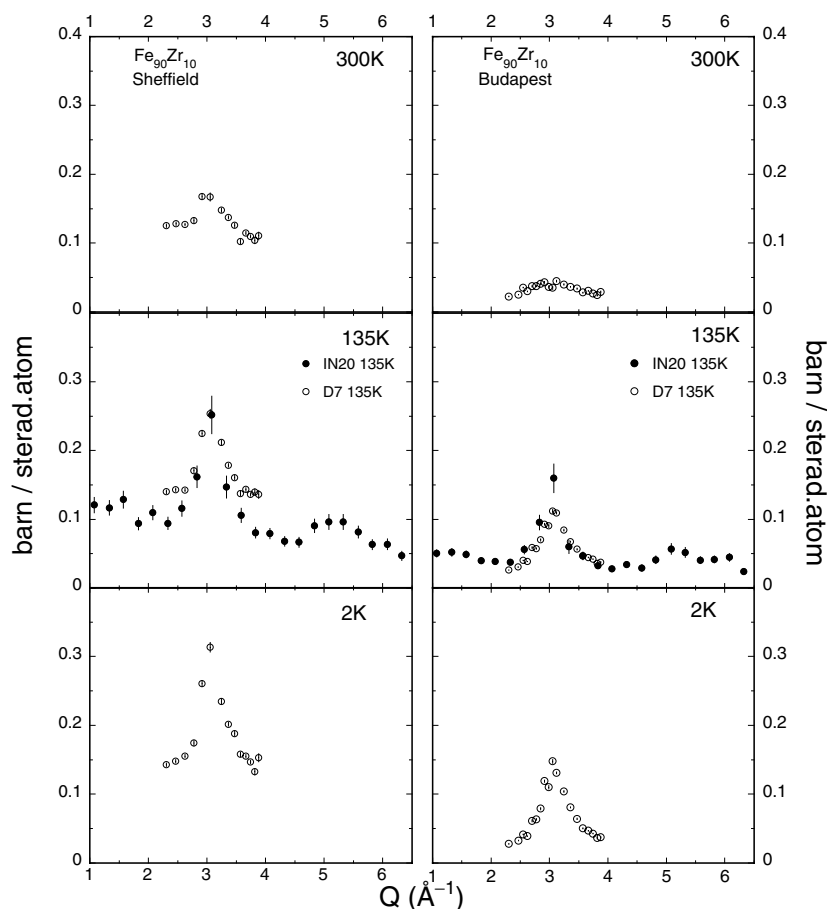 1 2 3 4 5 6
1 2 3 4 5 6
0.4
0.3
0.2
0.1
0
Fe90Zr10
Sheffield
300K
Fe90Zr10
Budapest
300K
0.4
0.3
0.2
0.1
0
0.3
0.2
0.1
0
135K
IN20 135K
D7 135K
135K
IN20 135K
D7 135K
0.3
0.2
0.1
0
0.3
0.2
0.1
0
2K
2K
0.3
0.2
0.1
0
barn / sterad.atom
barn / sterad.atom
1 2 3 4 5 6
1 2 3 4 5 6
Q (Å−1)